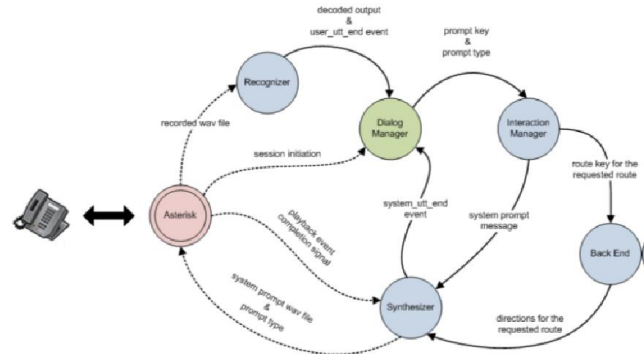 decoded output
&
user_utt_end event
prompt key
&
prompt type
Recognizer
recorded wav file
Dialog
Manager
Interaction
Manager
session initiation
route key for the
requested route
system_utt_end
event
Asterisk
playback event
completion signal
system prompt
message
Back End
system prompt wav file
&
prompt type
Synthesizer
directions for the
requested route